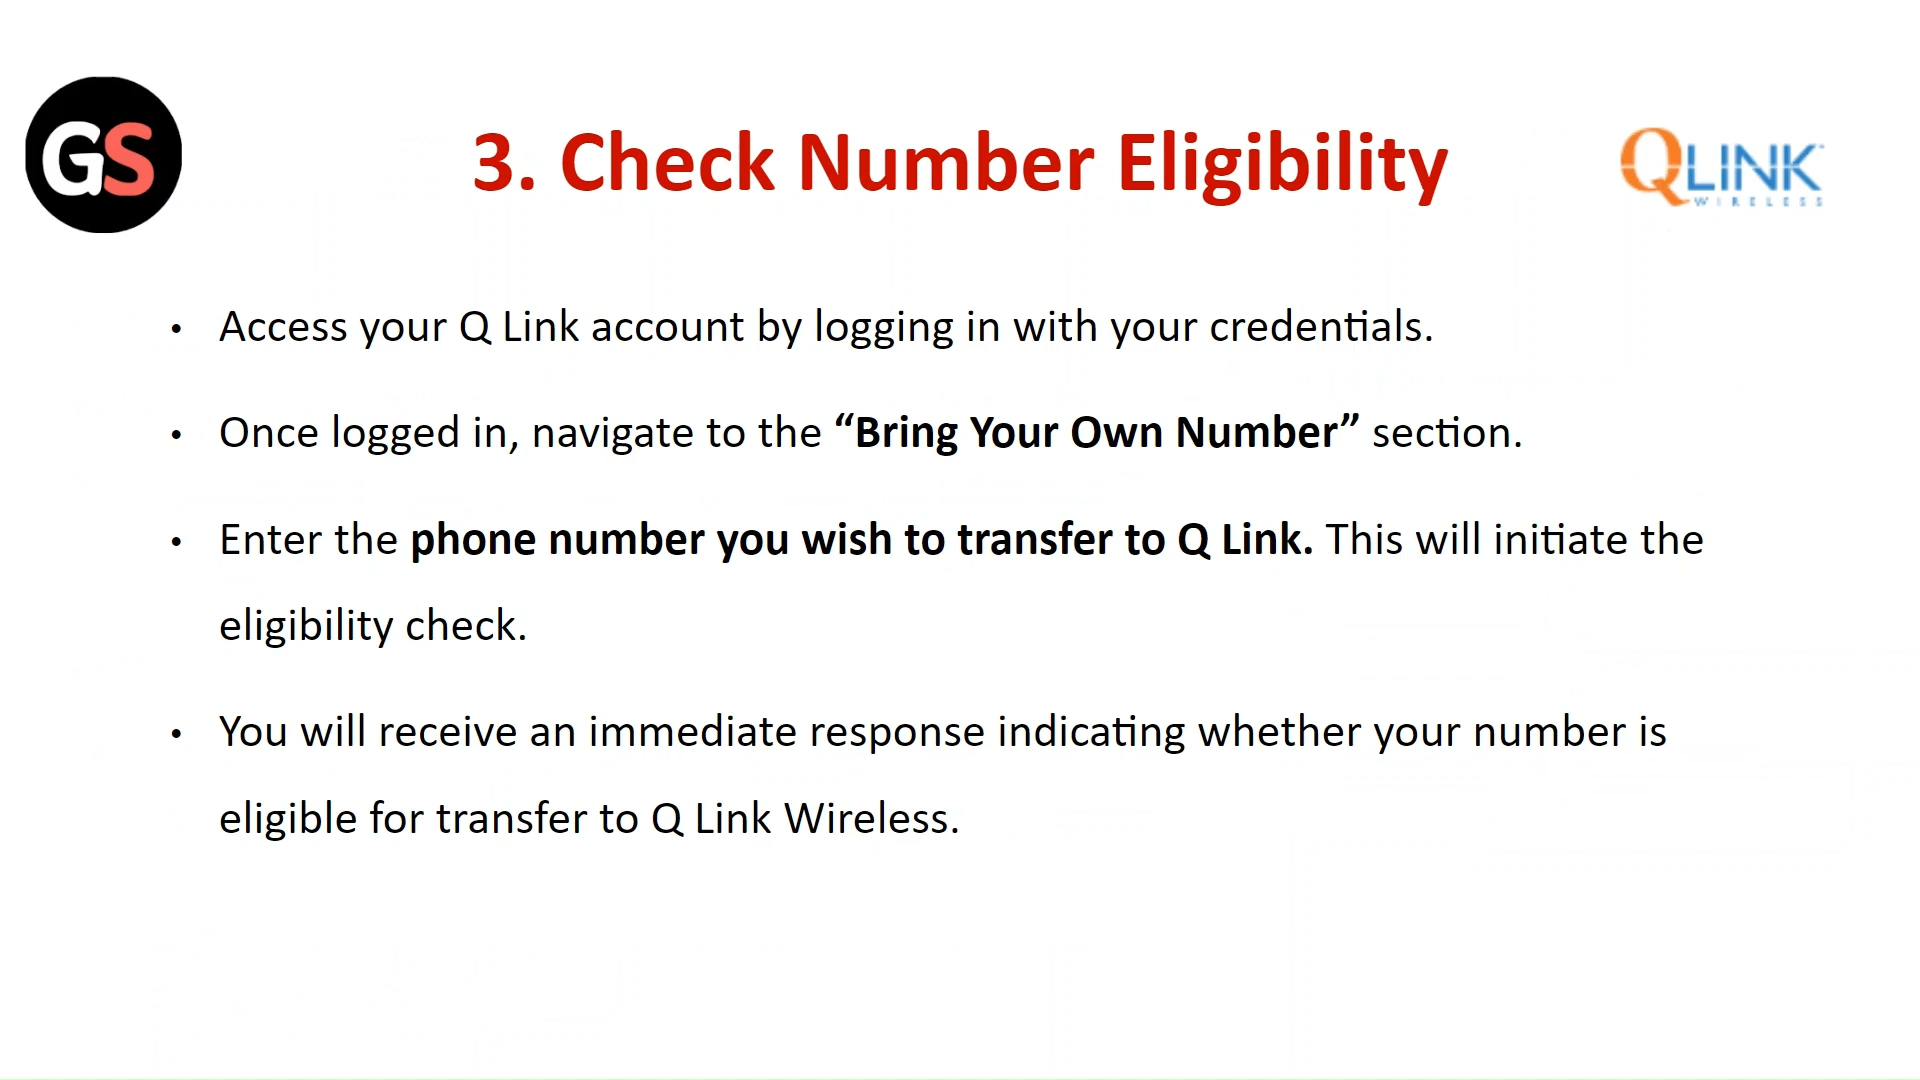 GS
3. Check Number Eligibility
QLINK
WIRELESS
• Access your Q Link account by logging in with your credentials.
• Once logged in, navigate to the “Bring Your Own Number” section.
• Enter the phone number you wish to transfer to Q Link. This will initiate the
eligibility check.
• You will receive an immediate response indicating whether your number is
eligible for transfer to Q Link Wireless.